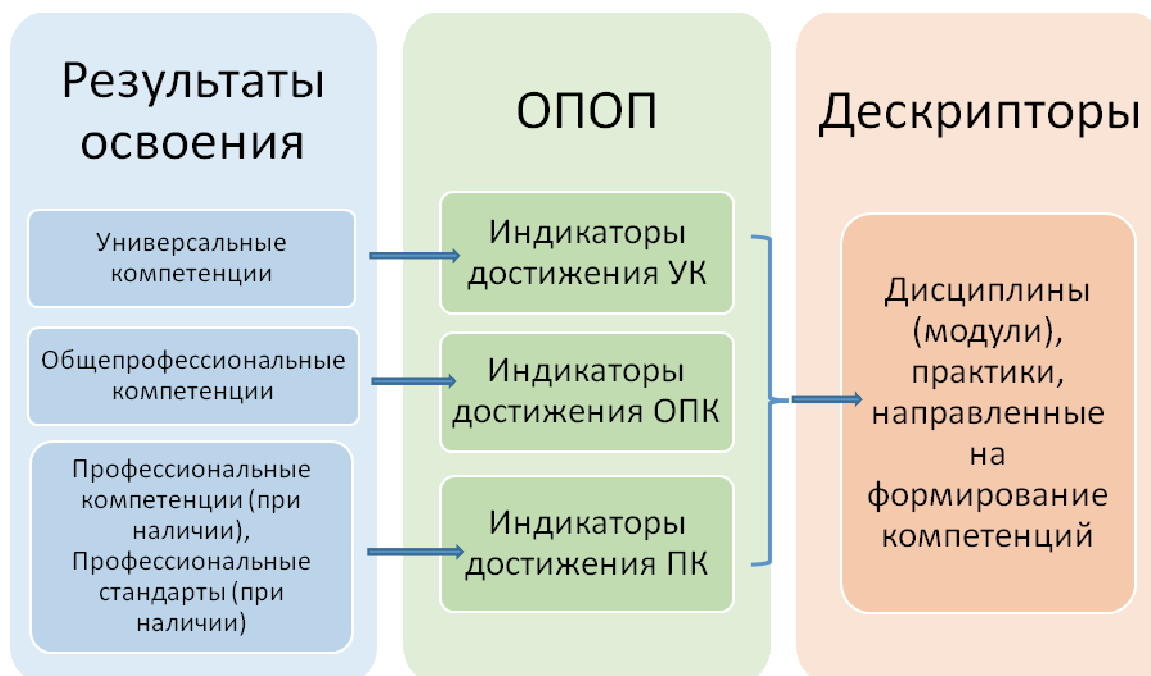 Результаты
освоения
Универсальные
компетенции
Общепрофессиональные
компетенции
Профессиональные
компетенции (при
наличии),
Профессиональные
стандарты (при
наличии)
ОПОП
Индикаторы
достижения УК
Индикаторы
достижения ОПК
Индикаторы
достижения ПК
Дескрипторы
Дисциплины
(модули),
практики,
направленные
на
формирование
компетенций